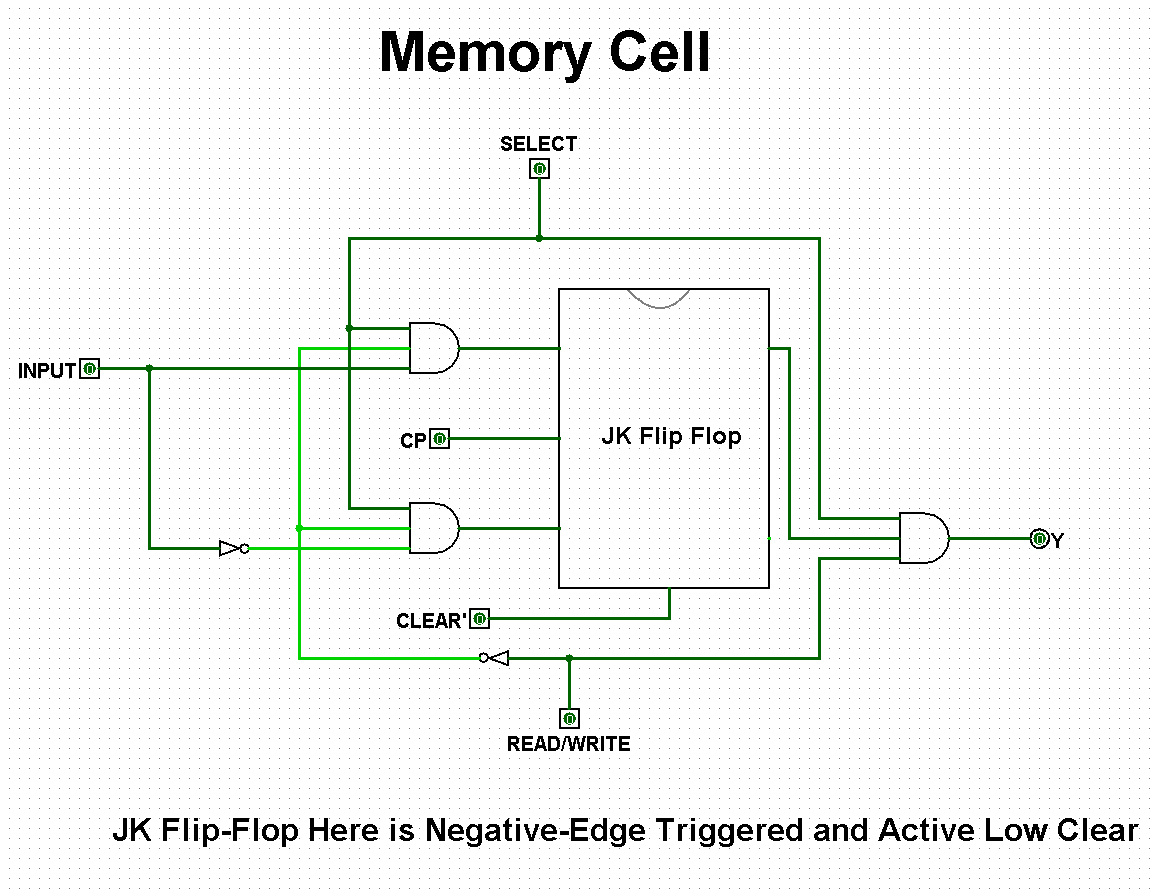 Memory Cell
SELECT
0
INPUT 0
CP 0
JK Flip Flop
0 Y
CLEAR' 0
0
READ/WRITE
JK Flip-Flop Here is Negative-Edge Triggered and Active Low Clear